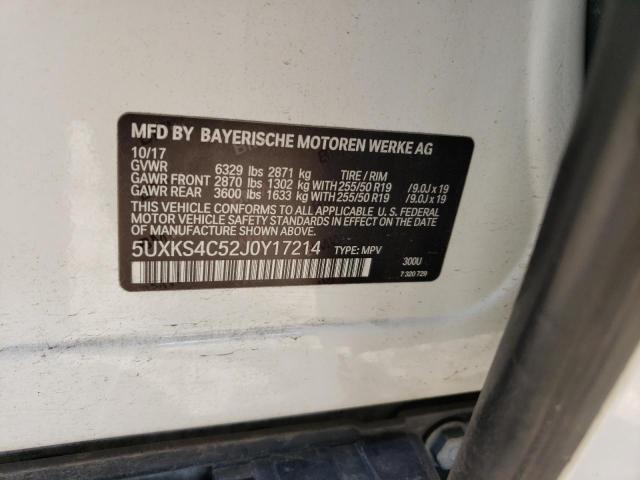 MFD BY BAYERISCHE MOTOREN WERKE AG
10/17
GVWR 6329 lbs 2871 kg TIRE / RIM
GAWR FRONT 2870 lbs 1302 kg WITH 255/50 R19 /9.0J x 19
GAWR REAR 3600 lbs 1633 kg WITH 255/50 R19 /9.0J x 19
THIS VEHICLE CONFORMS TO ALL APPLICABLE U. S. FEDERAL
MOTOR VEHICLE SAFETY STANDARDS IN EFFECT ON THE DATE
OF MANUFACTURE SHOWN ABOVE.
5UXKS4C52J0Y17214 TYPE: MPV 300U
7 320 729